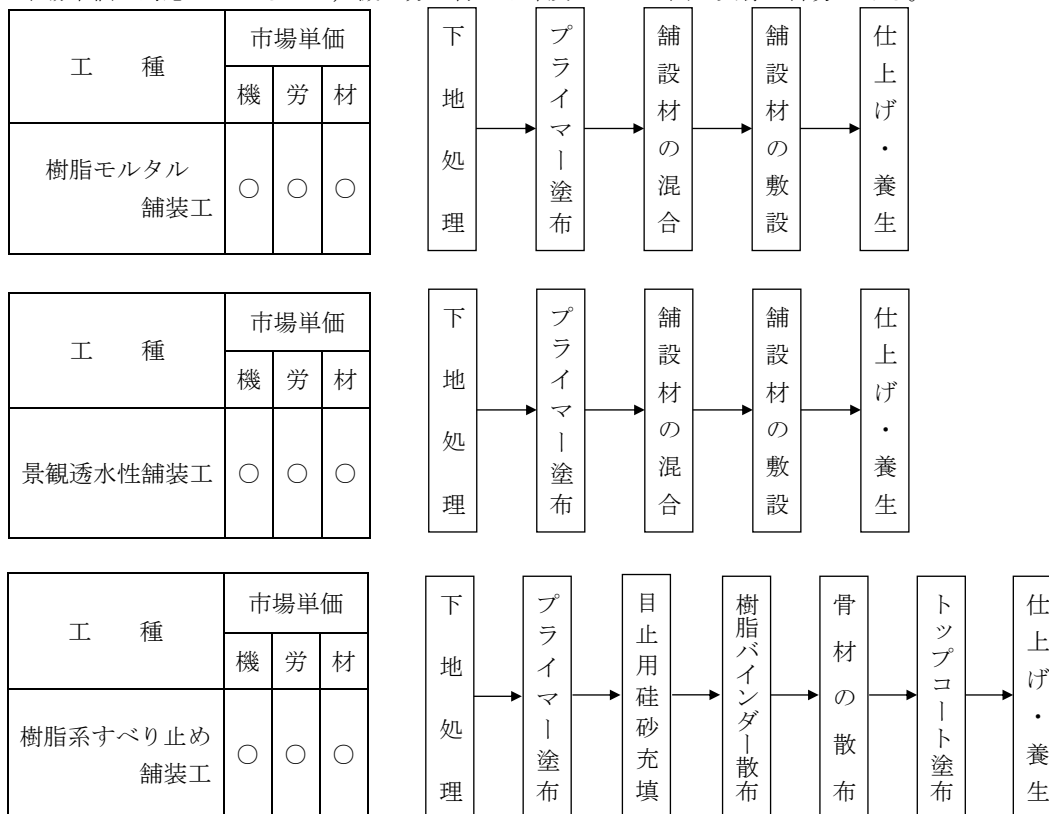 工種
市場単価
機 労 材
樹脂モルタル
舗装工
○ ○ ○
下地処理
プライマー塗布
舗設材の混合
舗設材の敷設
仕上げ・養生
工種
市場単価
機 労 材
景観透水性舗装工
○ ○ ○
下地処理
プライマー塗布
舗設材の混合
舗設材の敷設
仕上げ・養生
工種
市場単価
機 労 材
樹脂系すべり止め
舗装工
○ ○ ○
下地処理
プライマー塗布
目止用硅砂充填
樹脂バインダー散布
骨材の散布
トップコート塗布
仕上げ・養生